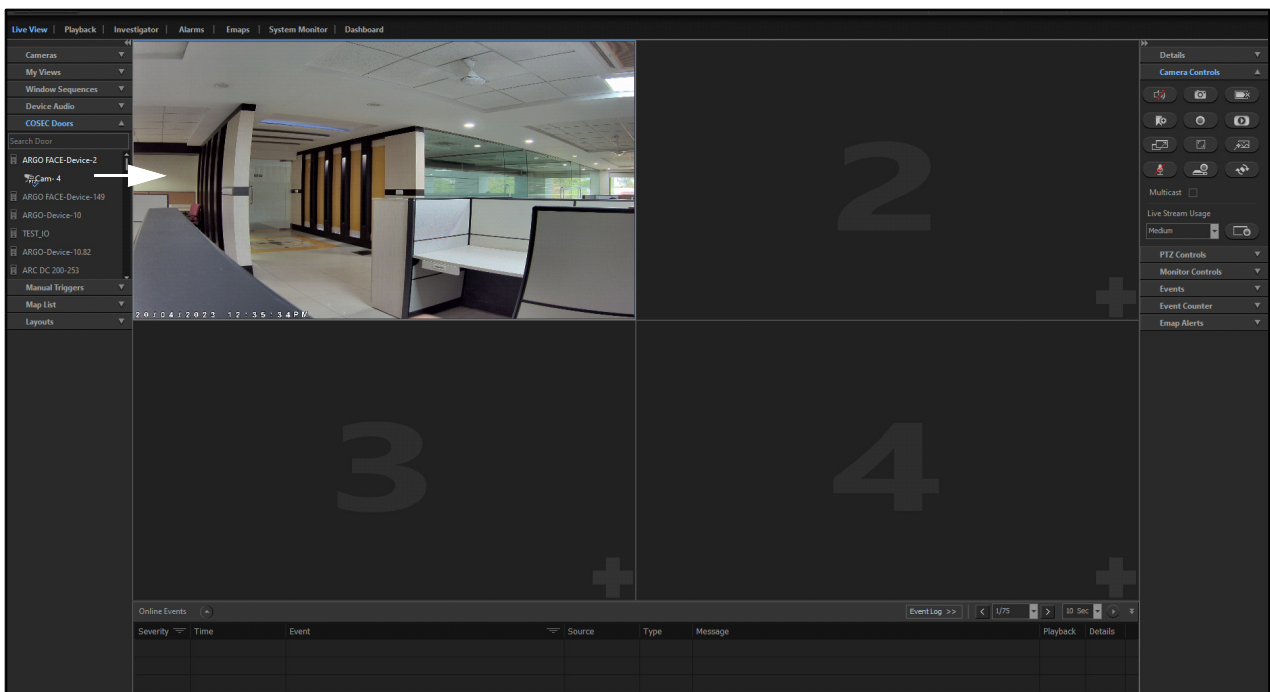 Live View | Playback | Investigator | Alarms | Emaps | System Monitor | Dashboard
Cameras
My Views
Window Sequences
Device Audio
COSEC Doors
Search Door
ARGO FACE-Device-2
Cam- 4
ARGO FACE-Device-149
ARGO-Device-10
TEST_IO
ARGO-Device-10.82
ARC DC 200-253
Manual Triggers
Map List
Layouts
20/04/2023 12:35:34PM
2
3
4
Details
Camera Controls
Multicast
Live Stream Usage
Medium
PTZ Controls
Monitor Controls
Events
Event Counter
Emap Alerts
Online Events
Event Log >> < 1/75 > 10 Sec
Severity Time Event Source Type Message Playback Details